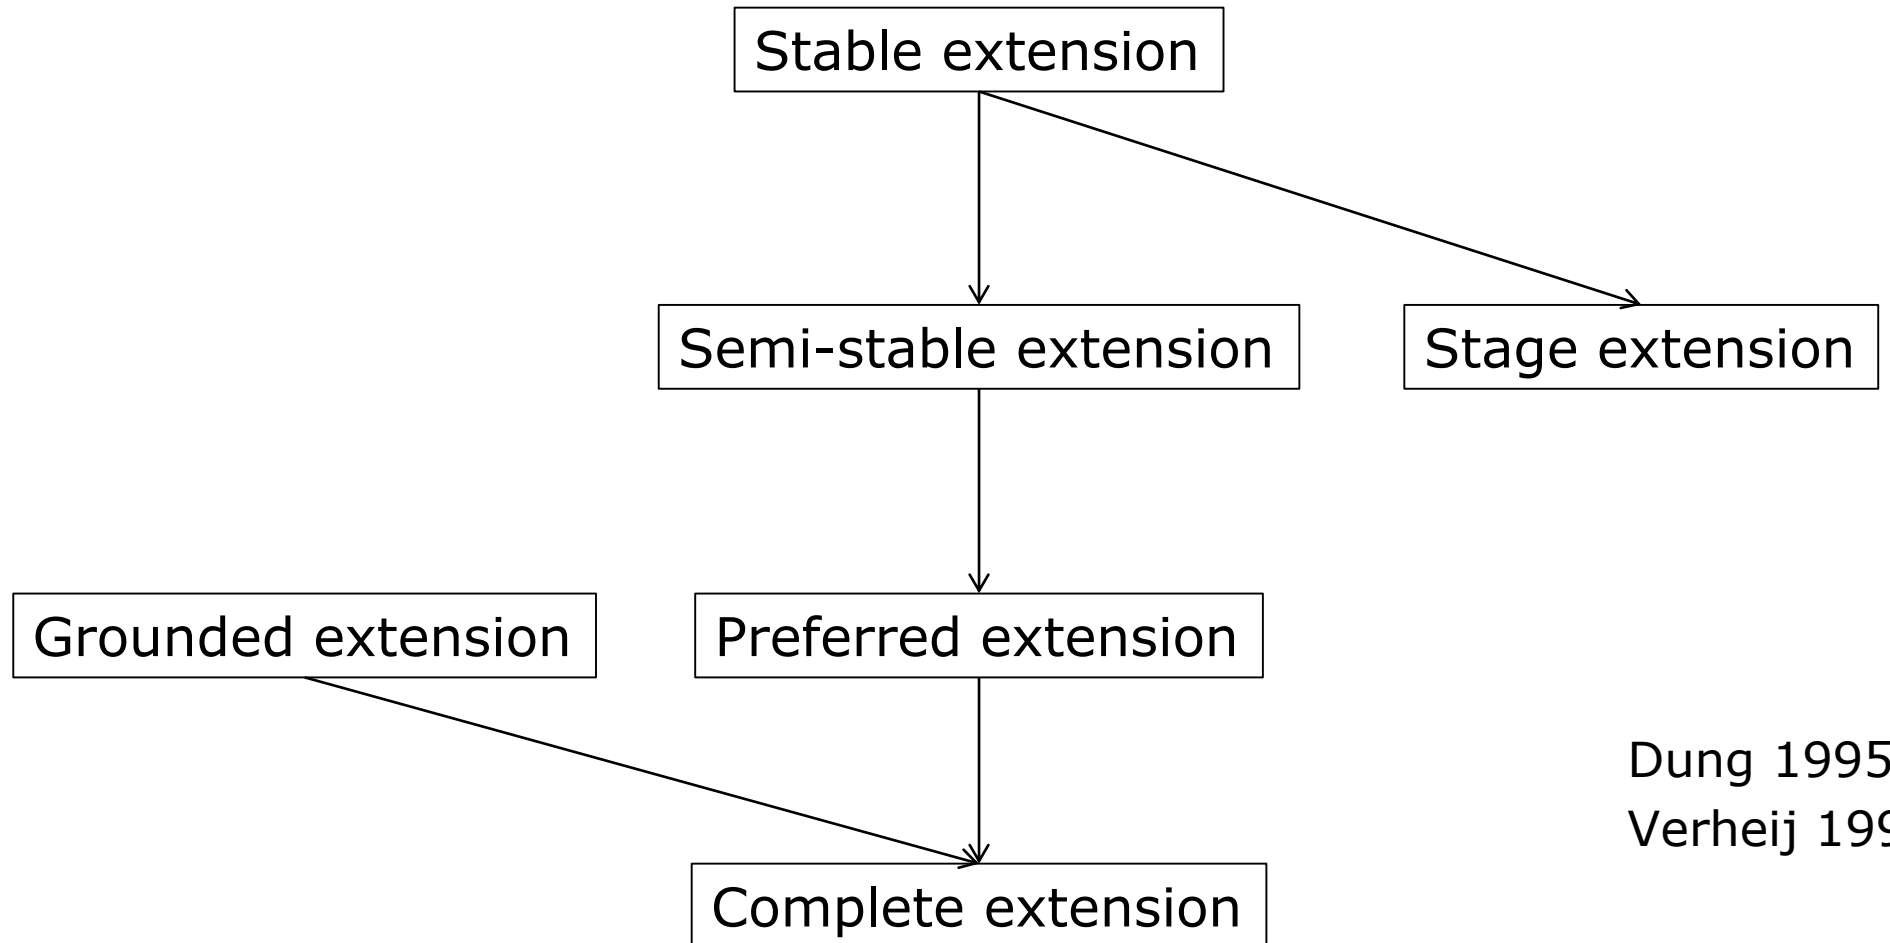 Stable extension
Semi-stable extension
Stage extension
Grounded extension
Preferred extension
Dung 1995
Verheij
Complete extension